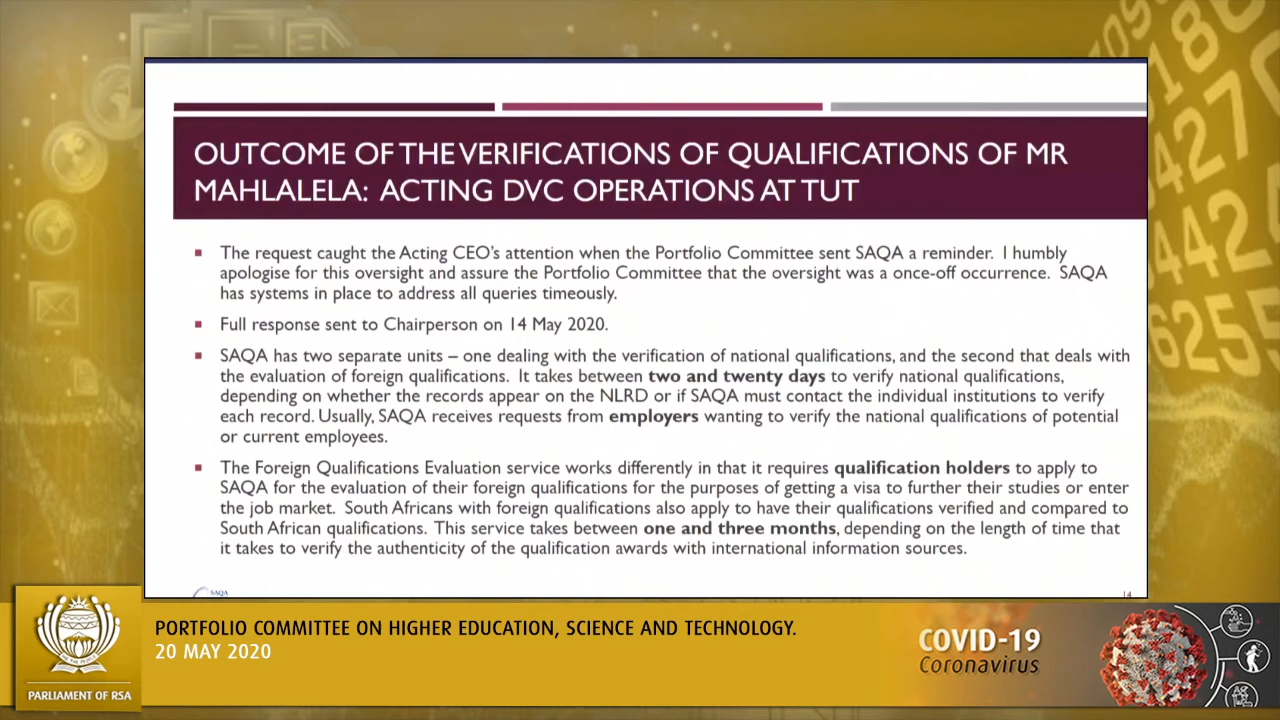 OUTCOME OF THE VERIFICATIONS OF QUALIFICATIONS OF MR
MAHLALELA: ACTING DVC OPERATIONS AT TUT
The request caught the Acting CEO's attention when the Portfolio Committee sent SAQA a reminder. I humbly
apologise for this oversight and assure the Portfolio Committee that the oversight was a once-off occurrence. SAQA
has systems in place to address all queries timeously.
Full response sent to Chairperson on 14 May 2020.
SAQA has two separate units – one dealing with the verification of national qualifications, and the second that deals with
the evaluation of foreign qualifications. It takes between two and twenty days to verify national qualifications,
depending on whether the records appear on the NLRD or if SAQA must contact the individual institutions to verify
each record. Usually, SAQA receives requests from employers wanting to verify the national qualifications of potential
or current employees.
The Foreign Qualifications Evaluation service works differently in that it requires qualification holders to apply to
SAQA for the evaluation of their foreign qualifications for the purposes of getting a visa to further their studies or enter
the job market. South Africans with foreign qualifications also apply to have their qualifications verified and compared to
South African qualifications. This service takes between one and three months, depending on the length of time that
it takes to verify the authenticity of the qualification awards with international information sources.
SAQA
14
PORTFOLIO COMMITTEE ON HIGHER EDUCATION, SCIENCE AND TECHNOLOGY.
20 MAY 2020
PARLIAMENT OF RSA
COVID-19
Coronavirus